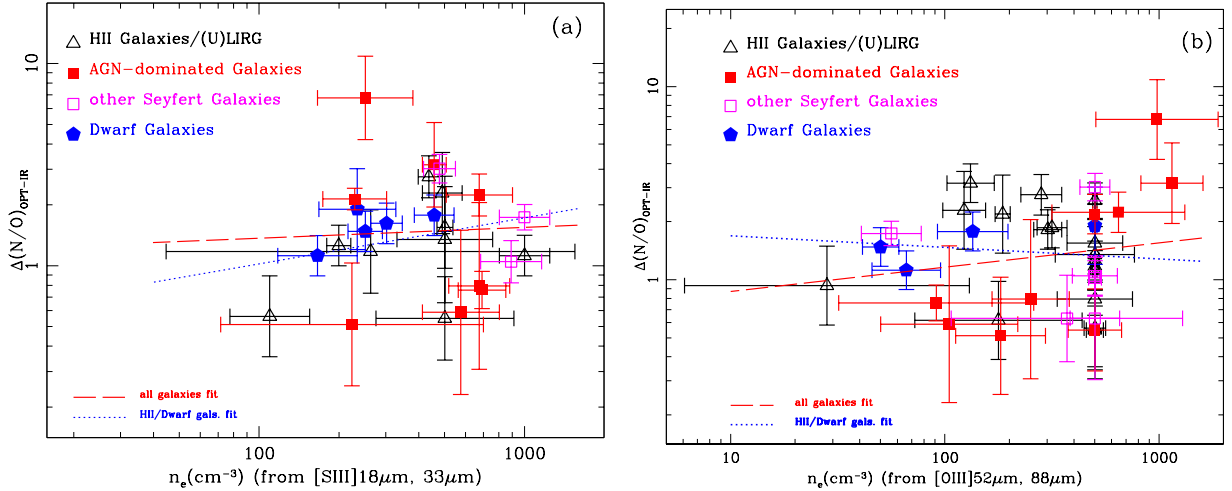 (a)
HII Galaxies/(U)LIRG
AGN-dominated Galaxies
other Seyfert Galaxies
Dwarf Galaxies
10
1
Δ(N/O)OPT-IR
all galaxies fit
HII/Dwarf gals. fit
100 1000
ne(cm⁻³) (from [SIII]18μm, 33μm)
(b)
HII Galaxies/(U)LIRG
AGN-dominated Galaxies
other Seyfert Galaxies
Dwarf Galaxies
10
1
Δ(N/O)OPT-IR
all galaxies fit
HII/Dwarf gals. fit
10 100 1000
ne(cm⁻³) (from [OIII]52μm, 88μm)